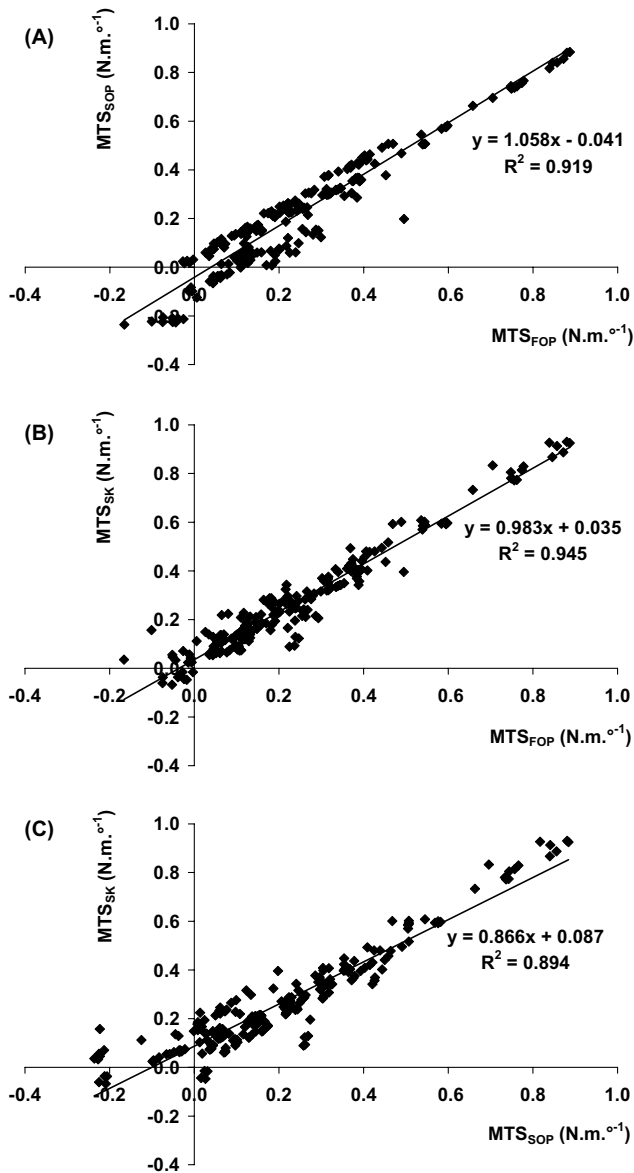 (A)
MTS_SOP (N.m.°⁻¹)
1.0
0.8
0.6
0.4
0.2
0.0
-0.2
-0.4
y = 1.058x - 0.041
R² = 0.919
-0.4 -0.2 0.0 0.2 0.4 0.6 0.8 1.0
MTS_FOP (N.m.°⁻¹)
(B)
MTS_SK (N.m.°⁻¹)
1.0
0.8
0.6
0.4
0.2
0.0
-0.2
-0.4
y = 0.983x + 0.035
R² = 0.945
-0.4 -0.2 0.0 0.2 0.4 0.6 0.8 1.0
MTS_FOP (N.m.°⁻¹)
(C)
MTS_SK (N.m.°⁻¹)
1.0
0.8
0.6
0.4
0.2
0.0
-0.2
-0.4
y = 0.866x + 0.087
R² = 0.894
-0.4 -0.2 0.0 0.2 0.4 0.6 0.8 1.0
MTS_SOP (N.m.°⁻¹)